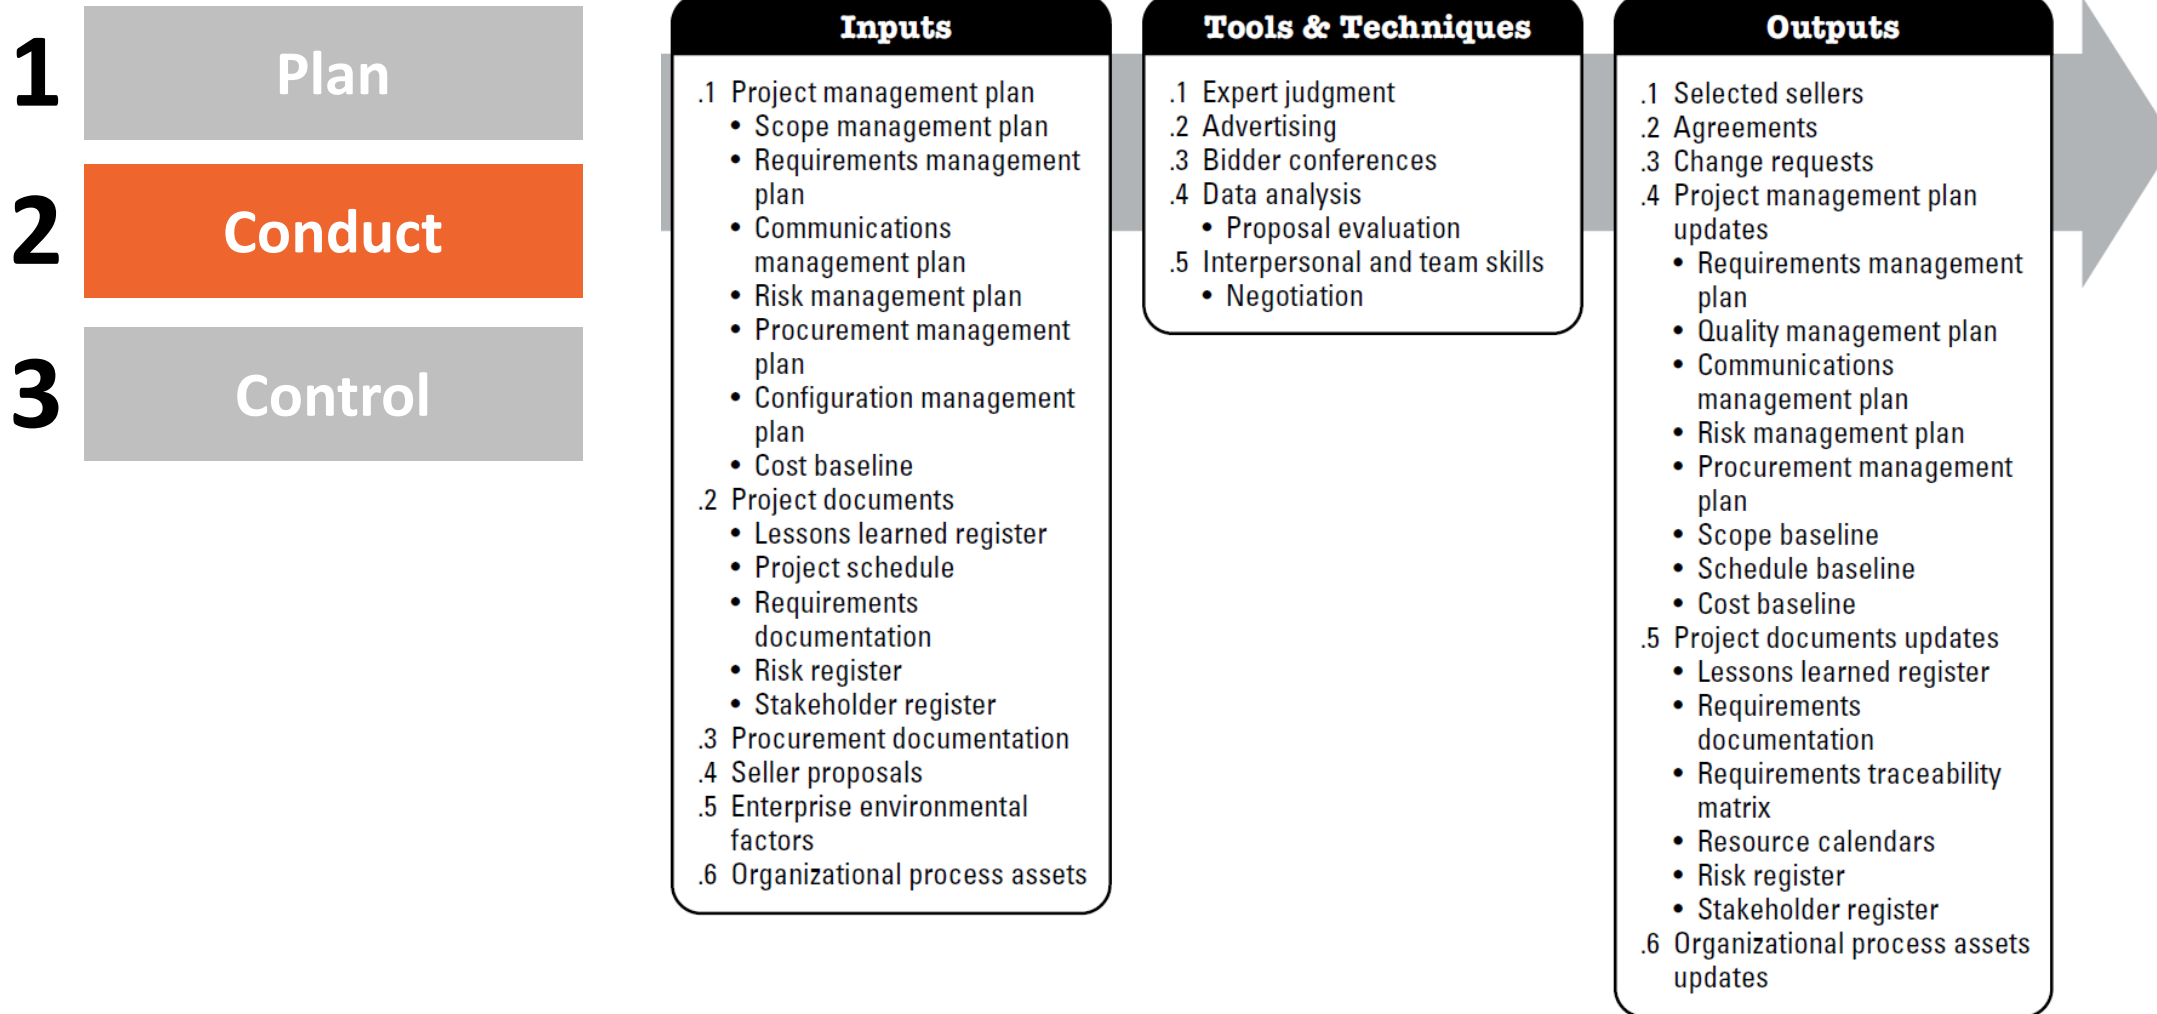 1
Plan
2
Conduct
3
Control
Inputs
.1 Project management plan
• Scope management plan
• Requirements management
plan
• Communications
management plan
• Risk management plan
• Procurement management
plan
• Configuration management
plan
• Cost baseline
.2 Project documents
• Lessons learned register
• Project schedule
• Requirements
documentation
• Risk register
• Stakeholder register
.3 Procurement documentation
.4 Seller proposals
.5 Enterprise environmental
factors
.6 Organizational process assets
Tools & Techniques
.1 Expert judgment
.2 Advertising
.3 Bidder conferences
.4 Data analysis
• Proposal evaluation
.5 Interpersonal and team skills
• Negotiation
Outputs
.1 Selected sellers
.2 Agreements
.3 Change requests
.4 Project management plan
updates
• Requirements management
plan
• Quality management plan
• Communications
management plan
• Risk management plan
• Procurement management
plan
• Scope baseline
• Schedule baseline
• Cost baseline
.5 Project documents updates
• Lessons learned register
• Requirements
documentation
• Requirements traceability
matrix
• Resource calendars
• Risk register
• Stakeholder register
.6 Organizational process assets
updates